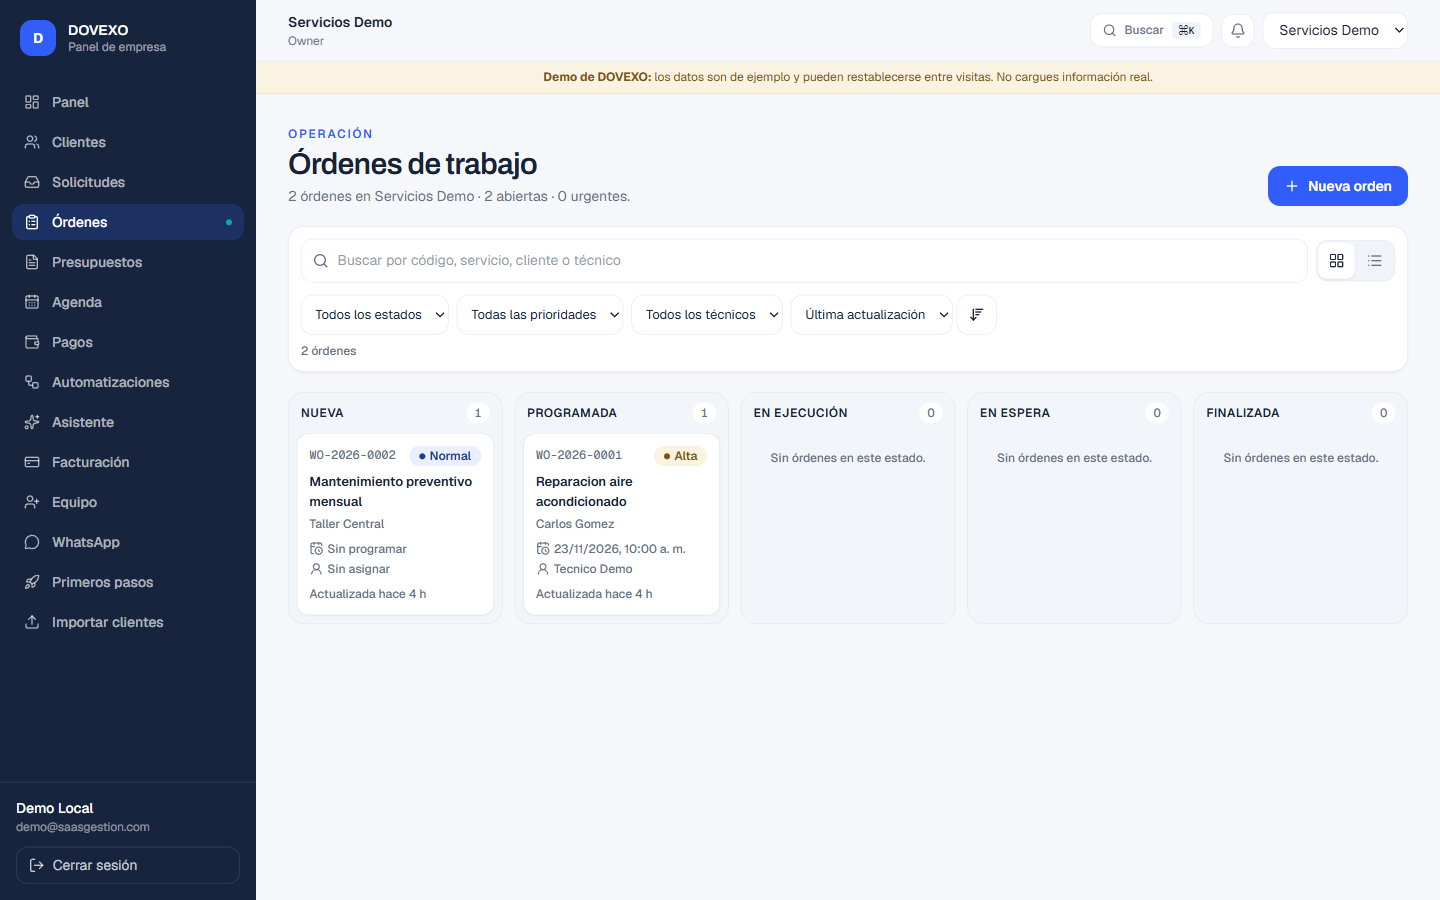 D
DOVEXO
Panel de empresa
Panel
Clientes
Solicitudes
Órdenes
Presupuestos
Agenda
Pagos
Automatizaciones
Asistente
Facturación
Equipo
WhatsApp
Primeros pasos
Importar clientes
Demo Local
demo@saasgestion.com
Cerrar sesión
Servicios Demo
Owner
Buscar ⌘K
Servicios Demo
Demo de DOVEXO: los datos son de ejemplo y pueden restablecerse entre visitas. No cargues información real.
OPERACIÓN
Órdenes de trabajo
2 órdenes en Servicios Demo · 2 abiertas · 0 urgentes.
Nueva orden
Buscar por código, servicio, cliente o técnico
Todos los estados
Todas las prioridades
Todos los técnicos
Última actualización
2 órdenes
NUEVA 1
WO-2026-0002 Normal
Mantenimiento preventivo
mensual
Taller Central
Sin programar
Sin asignar
Actualizada hace 4 h
PROGRAMADA 1
WO-2026-0001 Alta
Reparacion aire
acondicionado
Carlos Gomez
23/11/2026, 10:00 a. m.
Tecnico Demo
Actualizada hace 4 h
EN EJECUCIÓN 0
Sin órdenes en este estado.
EN ESPERA 0
Sin órdenes en este estado.
FINALIZADA 0
Sin órdenes en este estado.